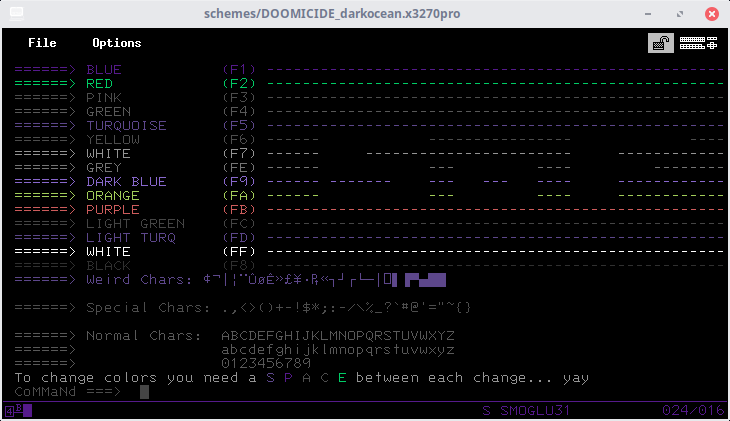 schemes/DOOMICIDE_darkocean.x3270pro
File Options
======> BLUE (F1) ------------------------------------------------------
======> RED (F2) ------------------------------------------------------
======> PINK (F3) ------------------------------------------------------
======> GREEN (F4) ------------------------------------------------------
======> TURQUOISE (F5) ------------------------------------------------------
======> YELLOW (F6) ------------------------------------------------------
======> WHITE (F7) ------ --- --- --------
======> GREY (FE) ------ --- --- --------
======> DARK BLUE (F9) ------ --- --- ------------
======> ORANGE (FA) ------ --- --- ------------
======> PURPLE (FB) ------------------------------------------------------
======> LIGHT GREEN (FC) ------------------------------------------------------
======> LIGHT TURQ (FD) ------------------------------------------------------
======> WHITE (FF) ------------------------------------------------------
======> BLACK (F8) ------------------------------------------------------
======> Weird Chars:
======> Special Chars: .,<>()+-!$*;:-/\%_?`#@'="~{}
======> Normal Chars: ABCDEFGHIJKLMNOPQRSTUVWXYZ
======> abcdefghijklmnopqrstuvwxyz
======> 0123456789
To change colors you need a S P A C E between each change... yay
CoMMaNd ===>
4 B S SMOGLU31 024/016